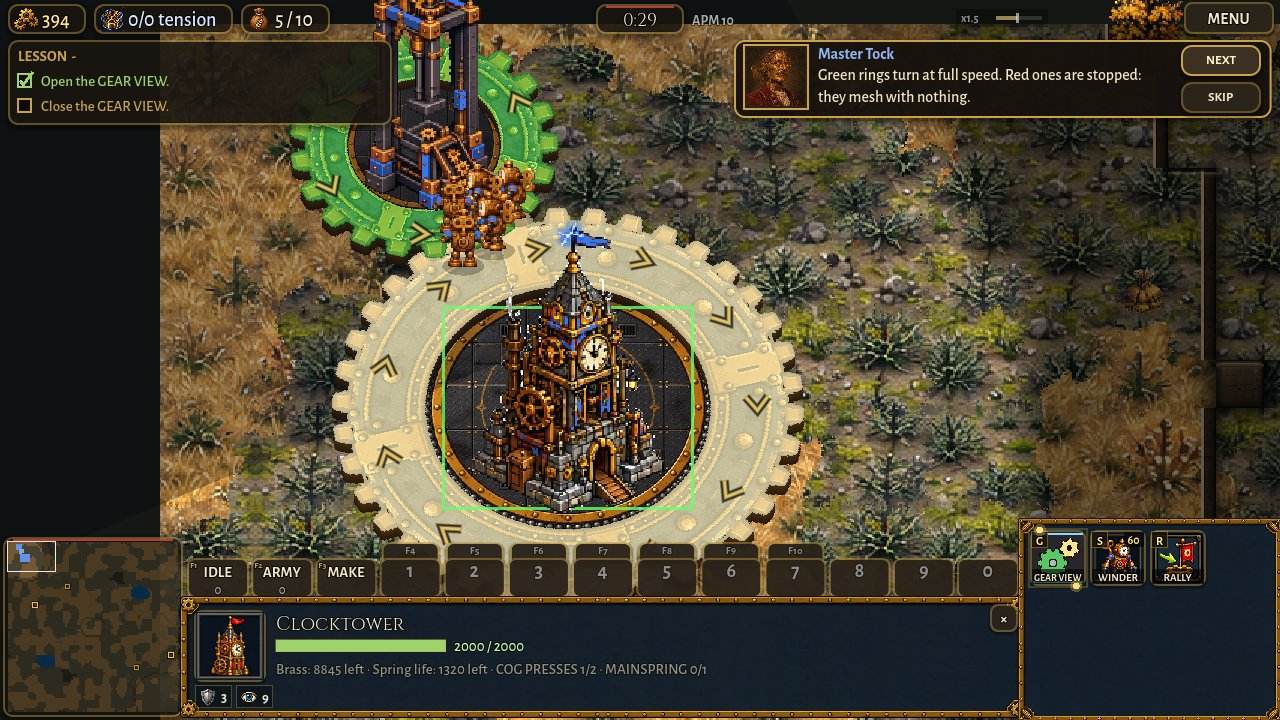 394
0/0 tension
5 / 10
0:29
APM 10
x1.5
MENU
LESSON -
Open the GEAR VIEW.
Close the GEAR VIEW.
Master Tock
Green rings turn at full speed. Red ones are stopped:
they mesh with nothing.
NEXT
SKIP
F1 IDLE 0
F2 ARMY 0
F3 MAKE
F4 1
F5 2
F6 3
F7 4
F8 5
F9 6
F10 7
8
9
0
G GEAR VIEW
S 60 WINDER
R RALLY
CLOCKTOWER
2000 / 2000
Brass: 8845 left · Spring life: 1320 left · COG PRESSES 1/2 · MAINSPRING 0/1
3
9
×